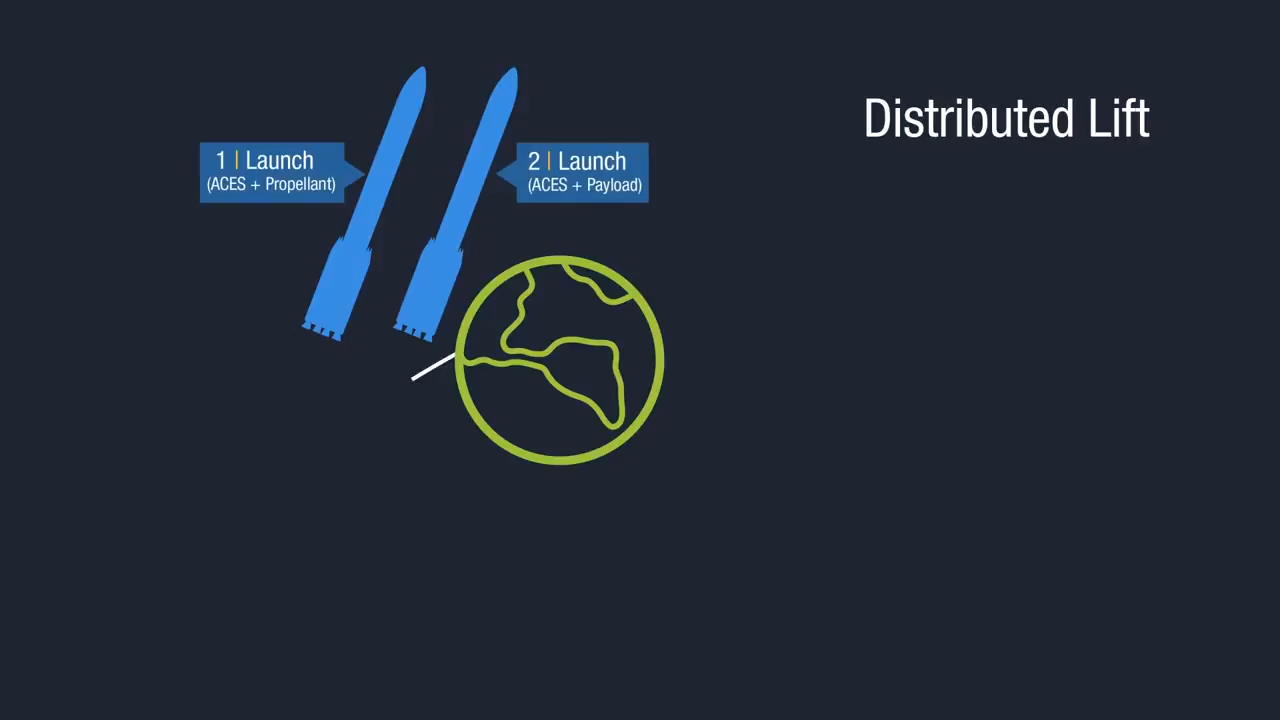 Distributed Lift
1 | Launch
(ACES + Propellant)
2 | Launch
(ACES + Payload)